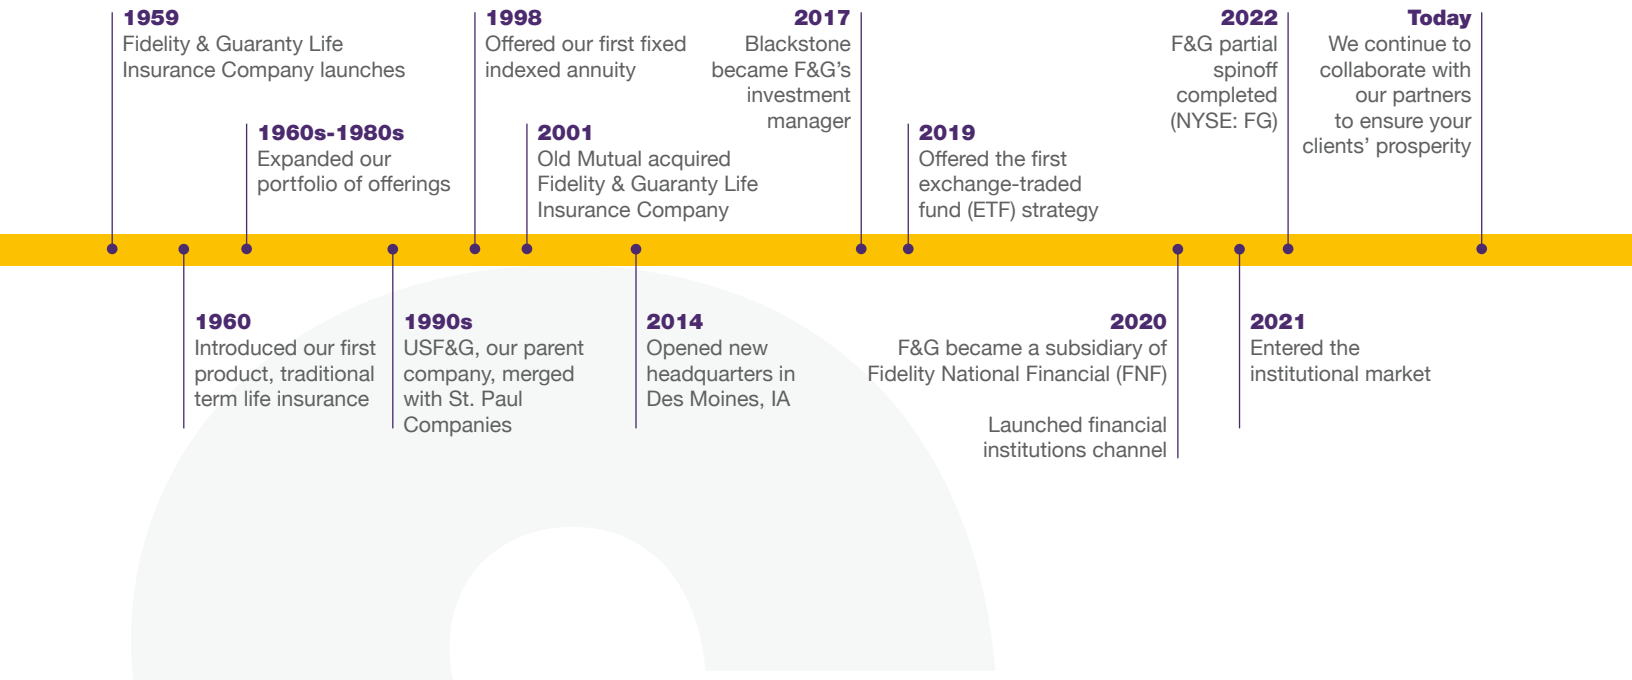 1959
Fidelity & Guaranty Life
Insurance Company launches
1960s-1980s
Expanded our
portfolio of offerings
1998
Offered our first fixed
indexed annuity
2001
Old Mutual acquired
Fidelity & Guaranty Life
Insurance Company
2017
Blackstone
became F&G’s
investment
manager
2019
Offered the first
exchange-traded
fund (ETF) strategy
2022
F&G partial
spinoff
completed
(NYSE: FG)
Today
We continue to
collaborate with
our partners
to ensure your
clients’ prosperity
1960
Introduced our first
product, traditional
term life insurance
1990s
USF&G, our parent
company, merged
with St. Paul
Companies
2014
Opened new
headquarters in
Des Moines, IA
2020
F&G became a subsidiary of
Fidelity National Financial (FNF)
Launched financial
institutions channel
2021
Entered the
institutional market